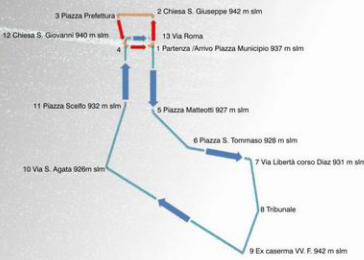 3 Piazza Prefettura
2 Chiesa S. Giuseppe 942 m slm
12 Chiesa S. Giovanni 940 m slm
13 Via Roma
4
1 Partenza /Arrivo Piazza Municipio 937 m slm
11 Piazza Scelfo 932 m slm
5 Piazza Matteotti 927 m slm
6 Piazza S. Tommaso 928 m slm
7 Via Libertà corso Diaz 931 m slm
10 Via S. Agata 926m slm
8 Tribunale
9 Ex caserma VV. F. 942 m slm